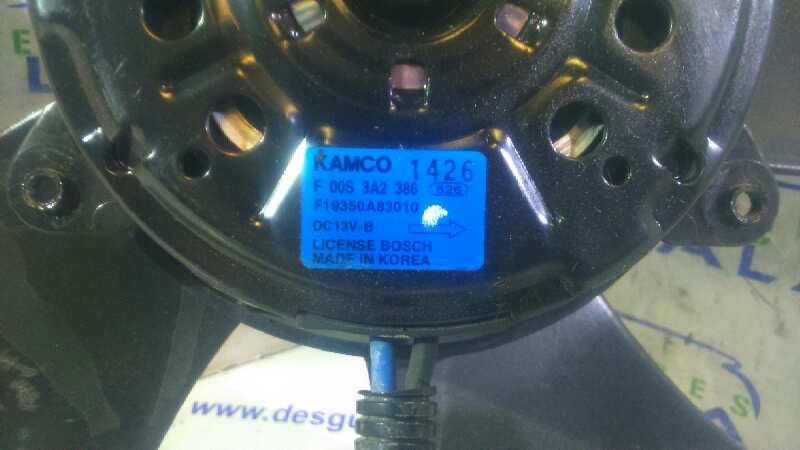 KAMCO 1426
F 00S 3A2 386 526
F19350A83010
DC13V-B
LICENSE BOSCH
MADE IN KOREA
www.desgu